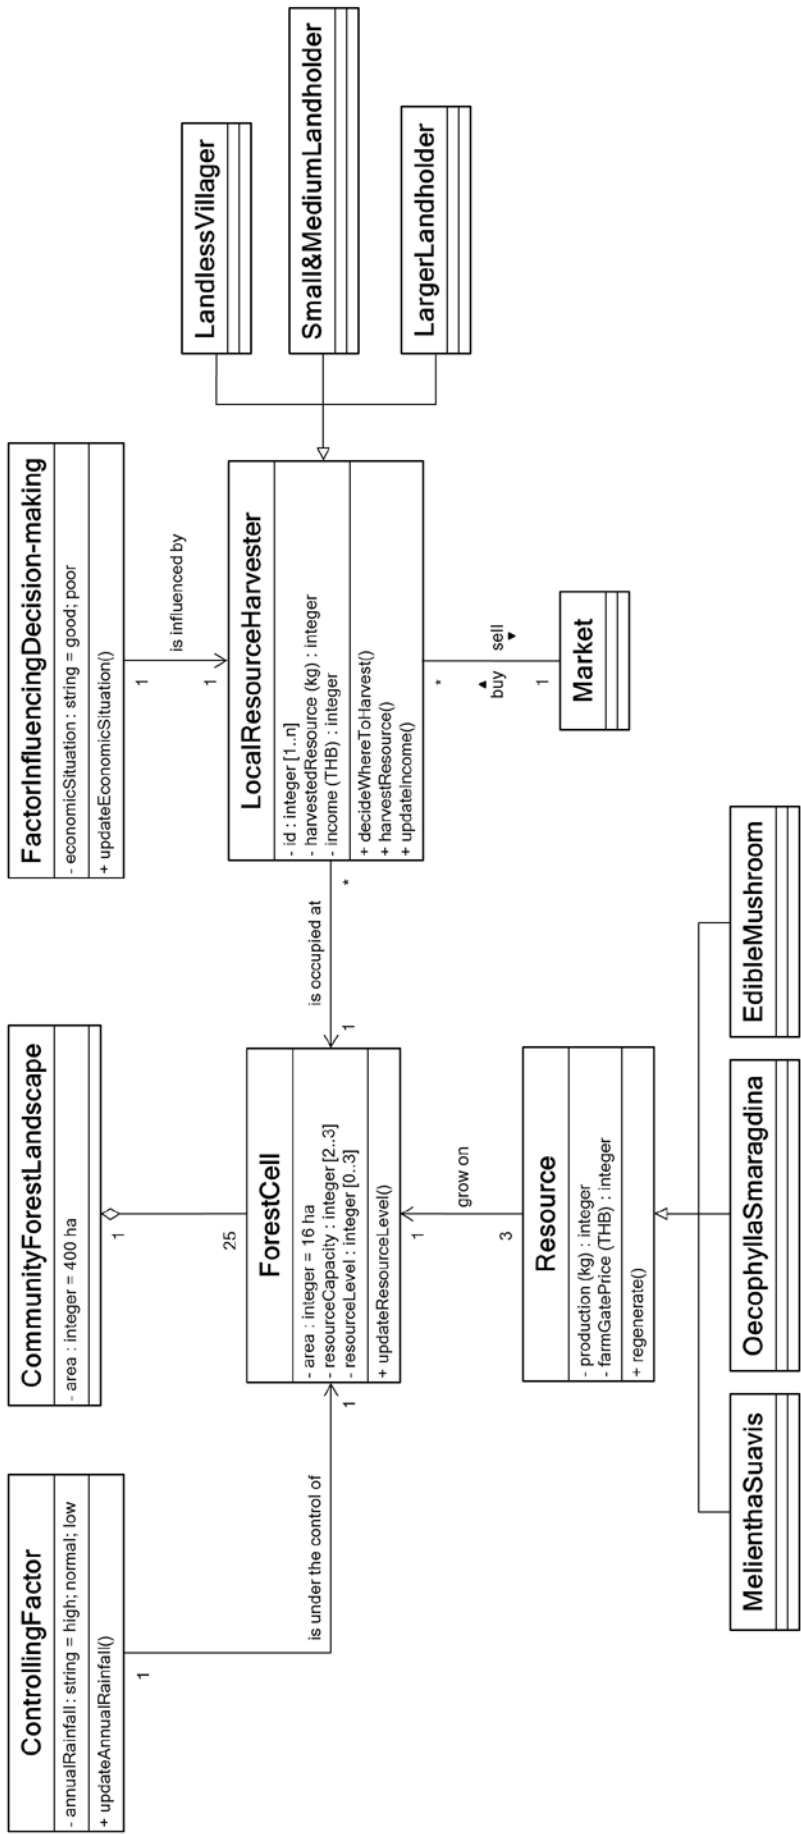 ControllingFactor
- annualRainfall : string = high; normal; low
+ updateAnnualRainfall()
1
is under the control of
1
CommunityForestLandscape
- area : integer = 400 ha
1
25
ForestCell
- area : integer = 16 ha
- resourceCapacity : integer [2..3]
- resourceLevel : integer [0..3]
+ updateResourceLevel()
1
grow on
3
Resource
- production (kg) : integer
- farmGatePrice (THB) : integer
+ regenerate()
MelienthaSuavis
OecophyllaSmaragdina
EdibleMushroom
1
is occupied at
*
FactorInfluencingDecision-making
- economicSituation : string = good; poor
+ updateEconomicSituation()
1
is influenced by
1
LocalResourceHarvester
- id : integer [1..n]
- harvestedResource (kg) : integer
- income (THB) : integer
+ decideWhereToHarvest()
+ harvestResource()
+ updateIncome()
*
buy
sell
1
Market
LandlessVillager
Small&MediumLandholder
LargerLandholder